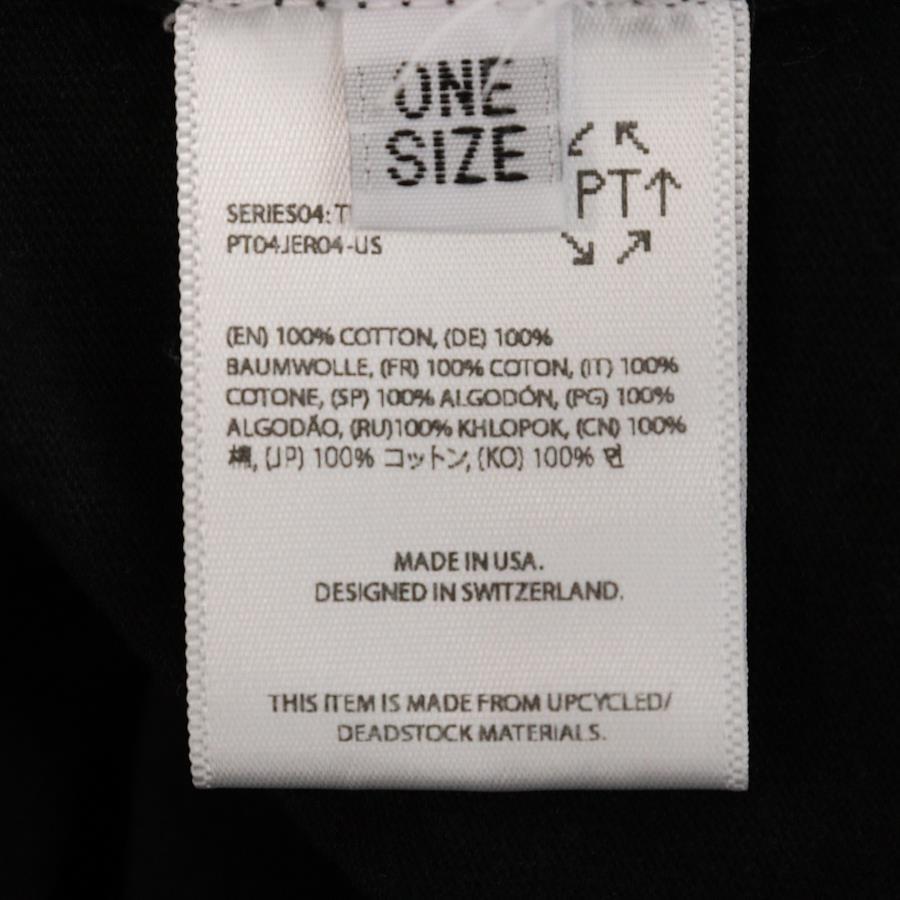 ONE
SIZE
PT↑
SERIES04: T
PT04JER04-US
(EN) 100% COTTON, (DE) 100%
BAUMWOLLE, (FR) 100% COTON, (IT) 100%
COTONE, (SP) 100% ALGODÓN, (PG) 100%
ALGODÃO, (RU)100% KHLOPOK, (CN) 100%
棉, (JP) 100% コットン, (KO) 100% 면
MADE IN USA.
DESIGNED IN SWITZERLAND.
THIS ITEM IS MADE FROM UPCYCLED/
DEADSTOCK MATERIALS.